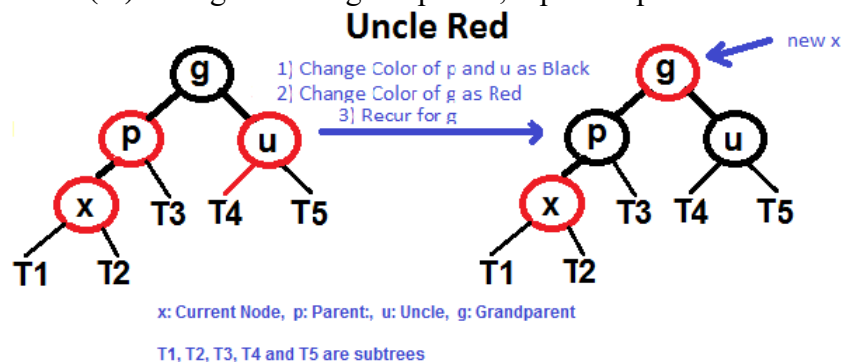 Uncle Red
new x
1) Change Color of p and u as Black
2) Change Color of g as Red
3) Recur for g
g
p
u
x
T3
T4
T5
T1
T2
g
p
u
x
T3
T4
T5
T1
T2
x: Current Node, p: Parent:, u: Uncle, g: Grandparent
T1, T2, T3, T4 and T5 are subtrees